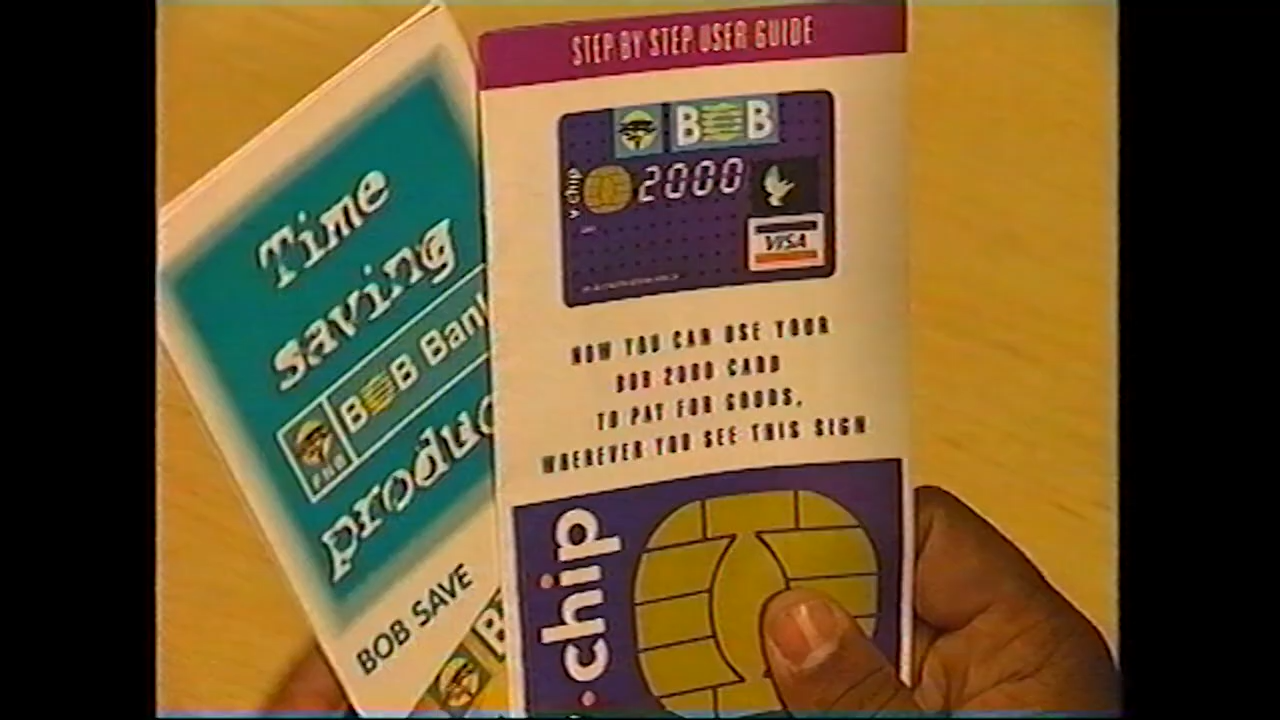 Time
saving
BOB Bank
FNB
produc
BOB SAVE
STEP BY STEP USER GUIDE
BOB
chip
2000
VISA
NOW YOU CAN USE YOUR
BOB 2000 CARD
TO PAY FOR GOODS,
WHEREVER YOU SEE THIS SIGN
chip